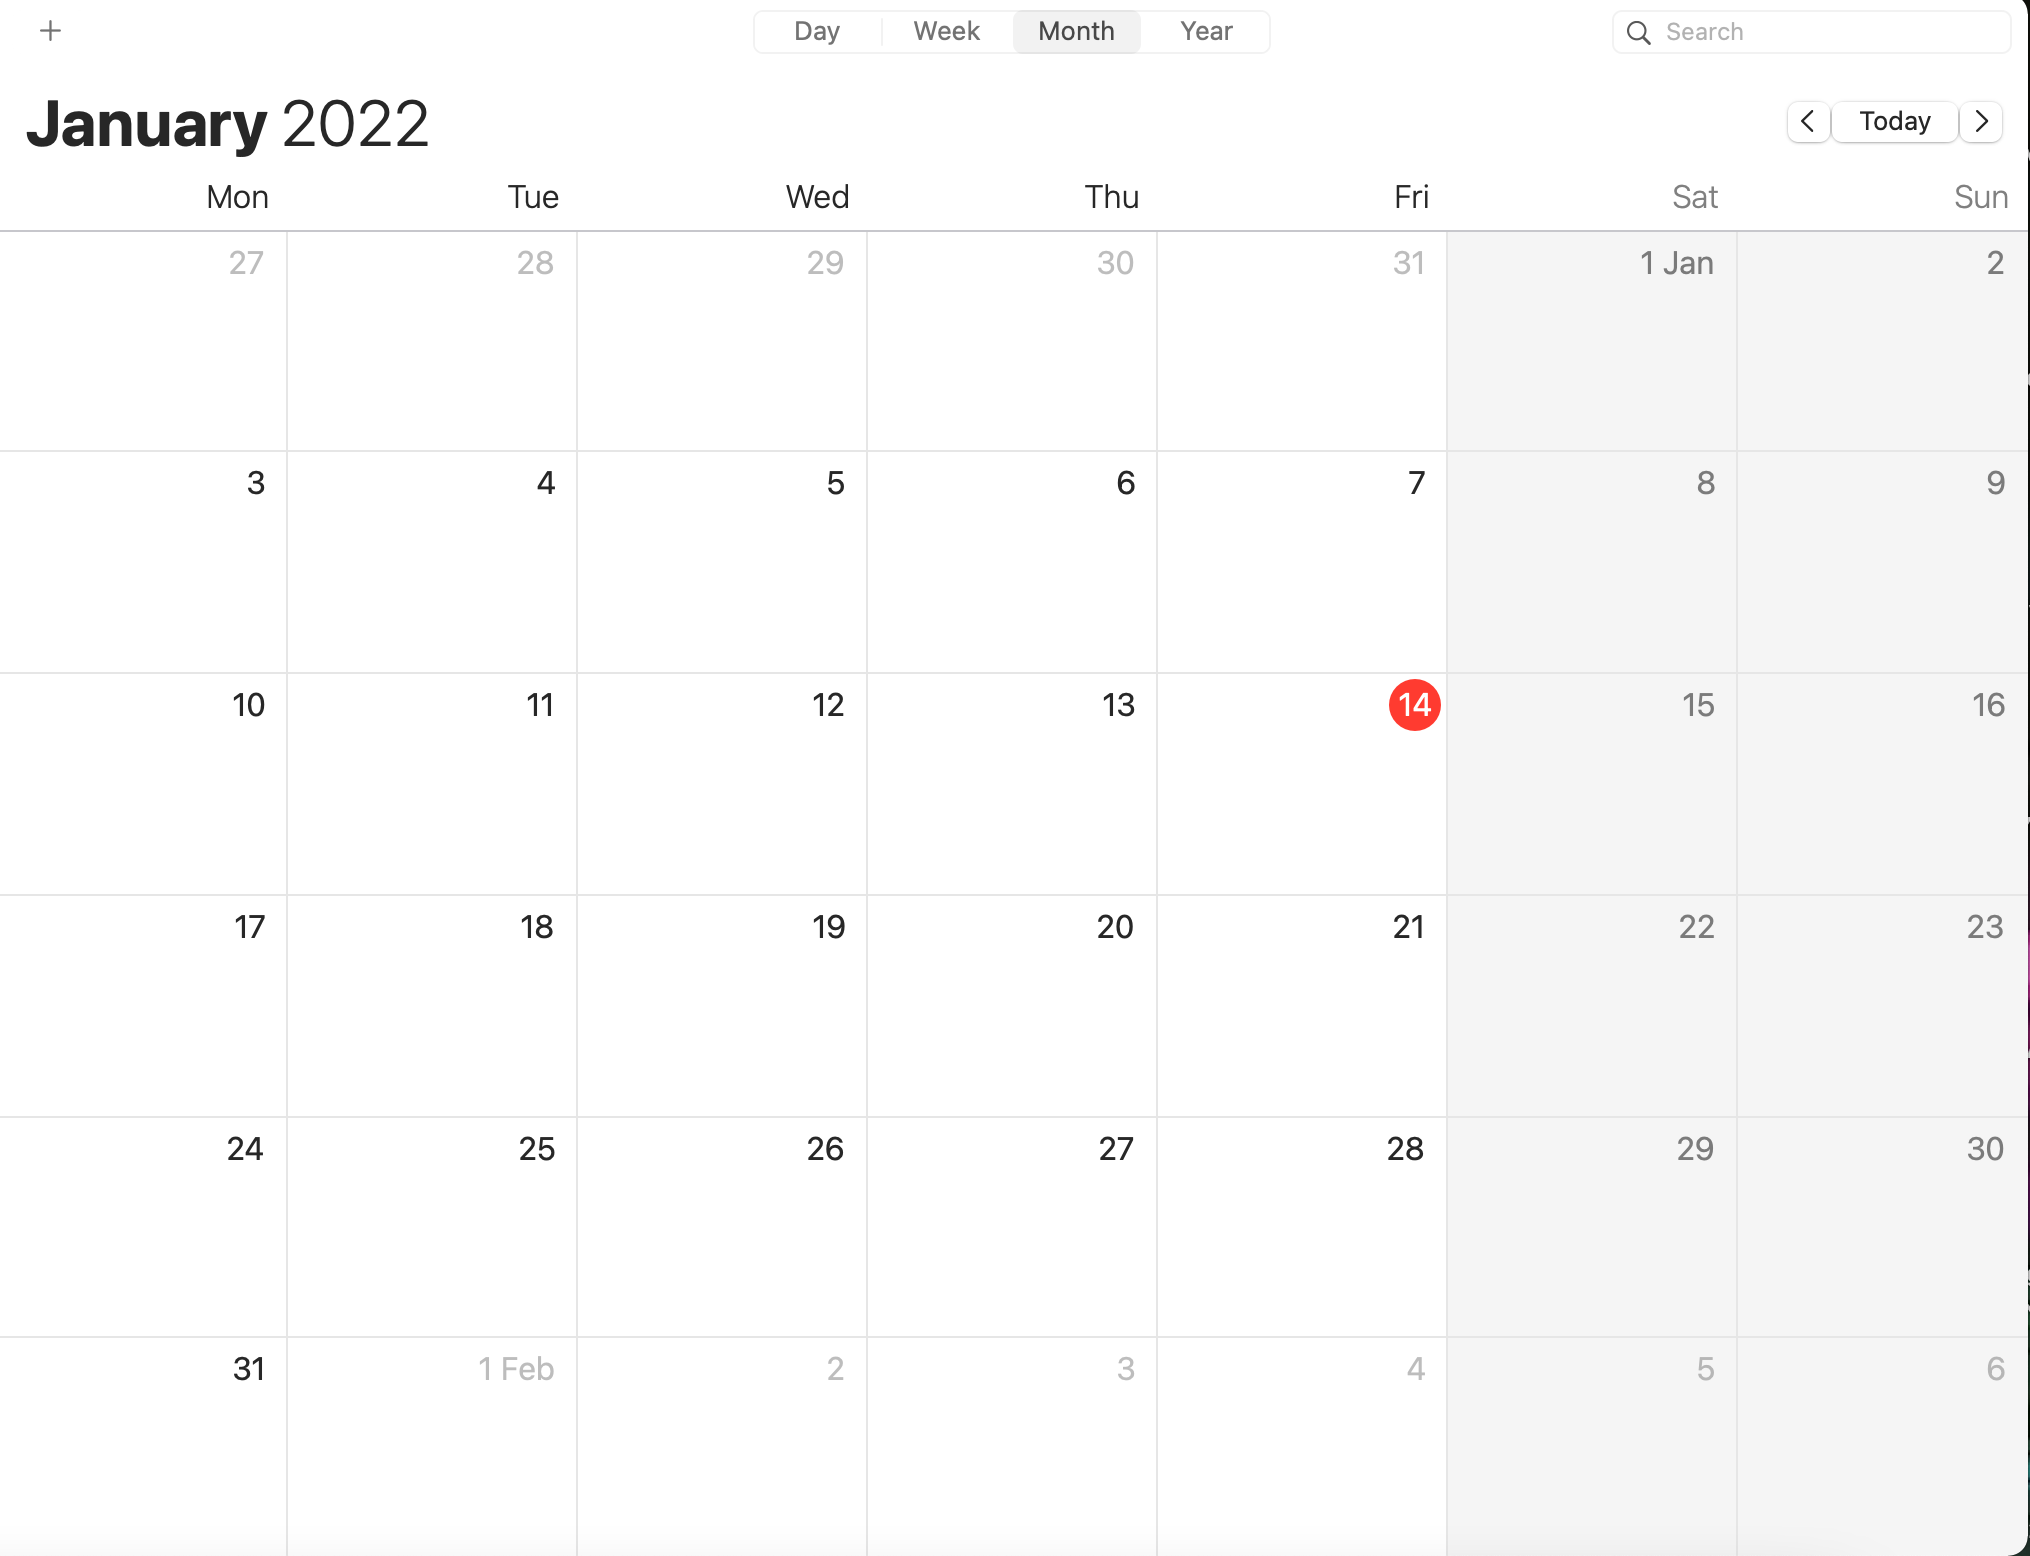 Day Week Month Year Search
January 2022 Today
Mon Tue Wed Thu Fri Sat Sun
27 28 29 30 31 1 Jan 2
3 4 5 6 7 8 9
10 11 12 13 14 15 16
17 18 19 20 21 22 23
24 25 26 27 28 29 30
31 1 Feb 2 3 4 5 6